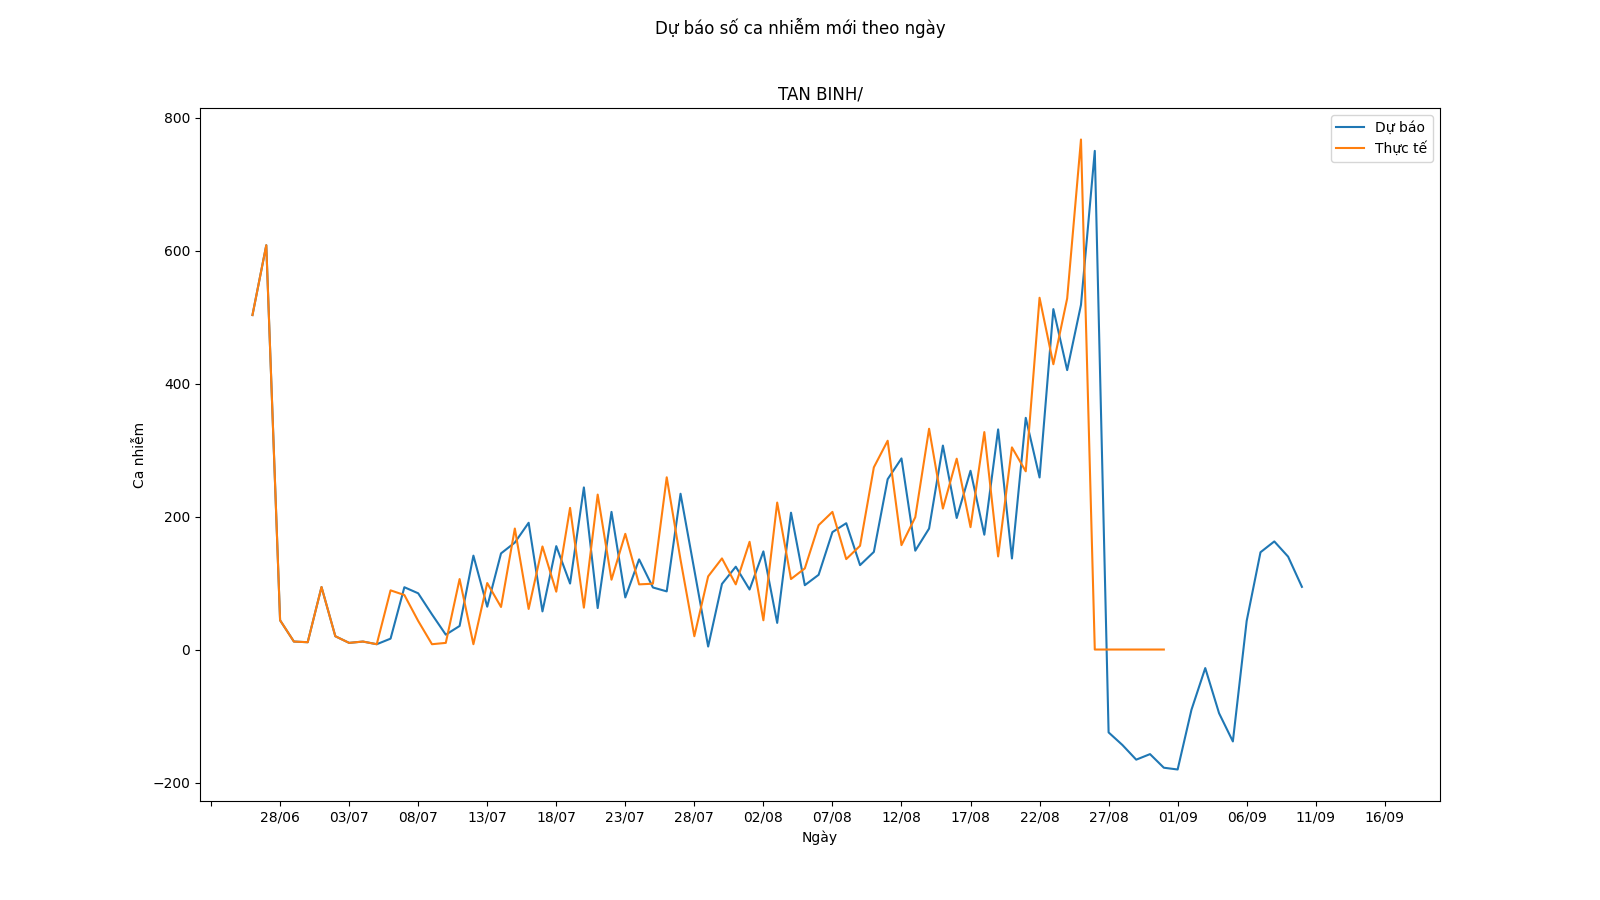 Dự báo số ca nhiễm mới theo ngày
TAN BINH/
Dự báo
Thực tế
800
600
400
200
0
−200
Ca nhiễm
28/06 03/07 08/07 13/07 18/07 23/07 28/07 02/08 07/08 12/08 17/08 22/08 27/08 01/09 06/09 11/09 16/09
Ngày